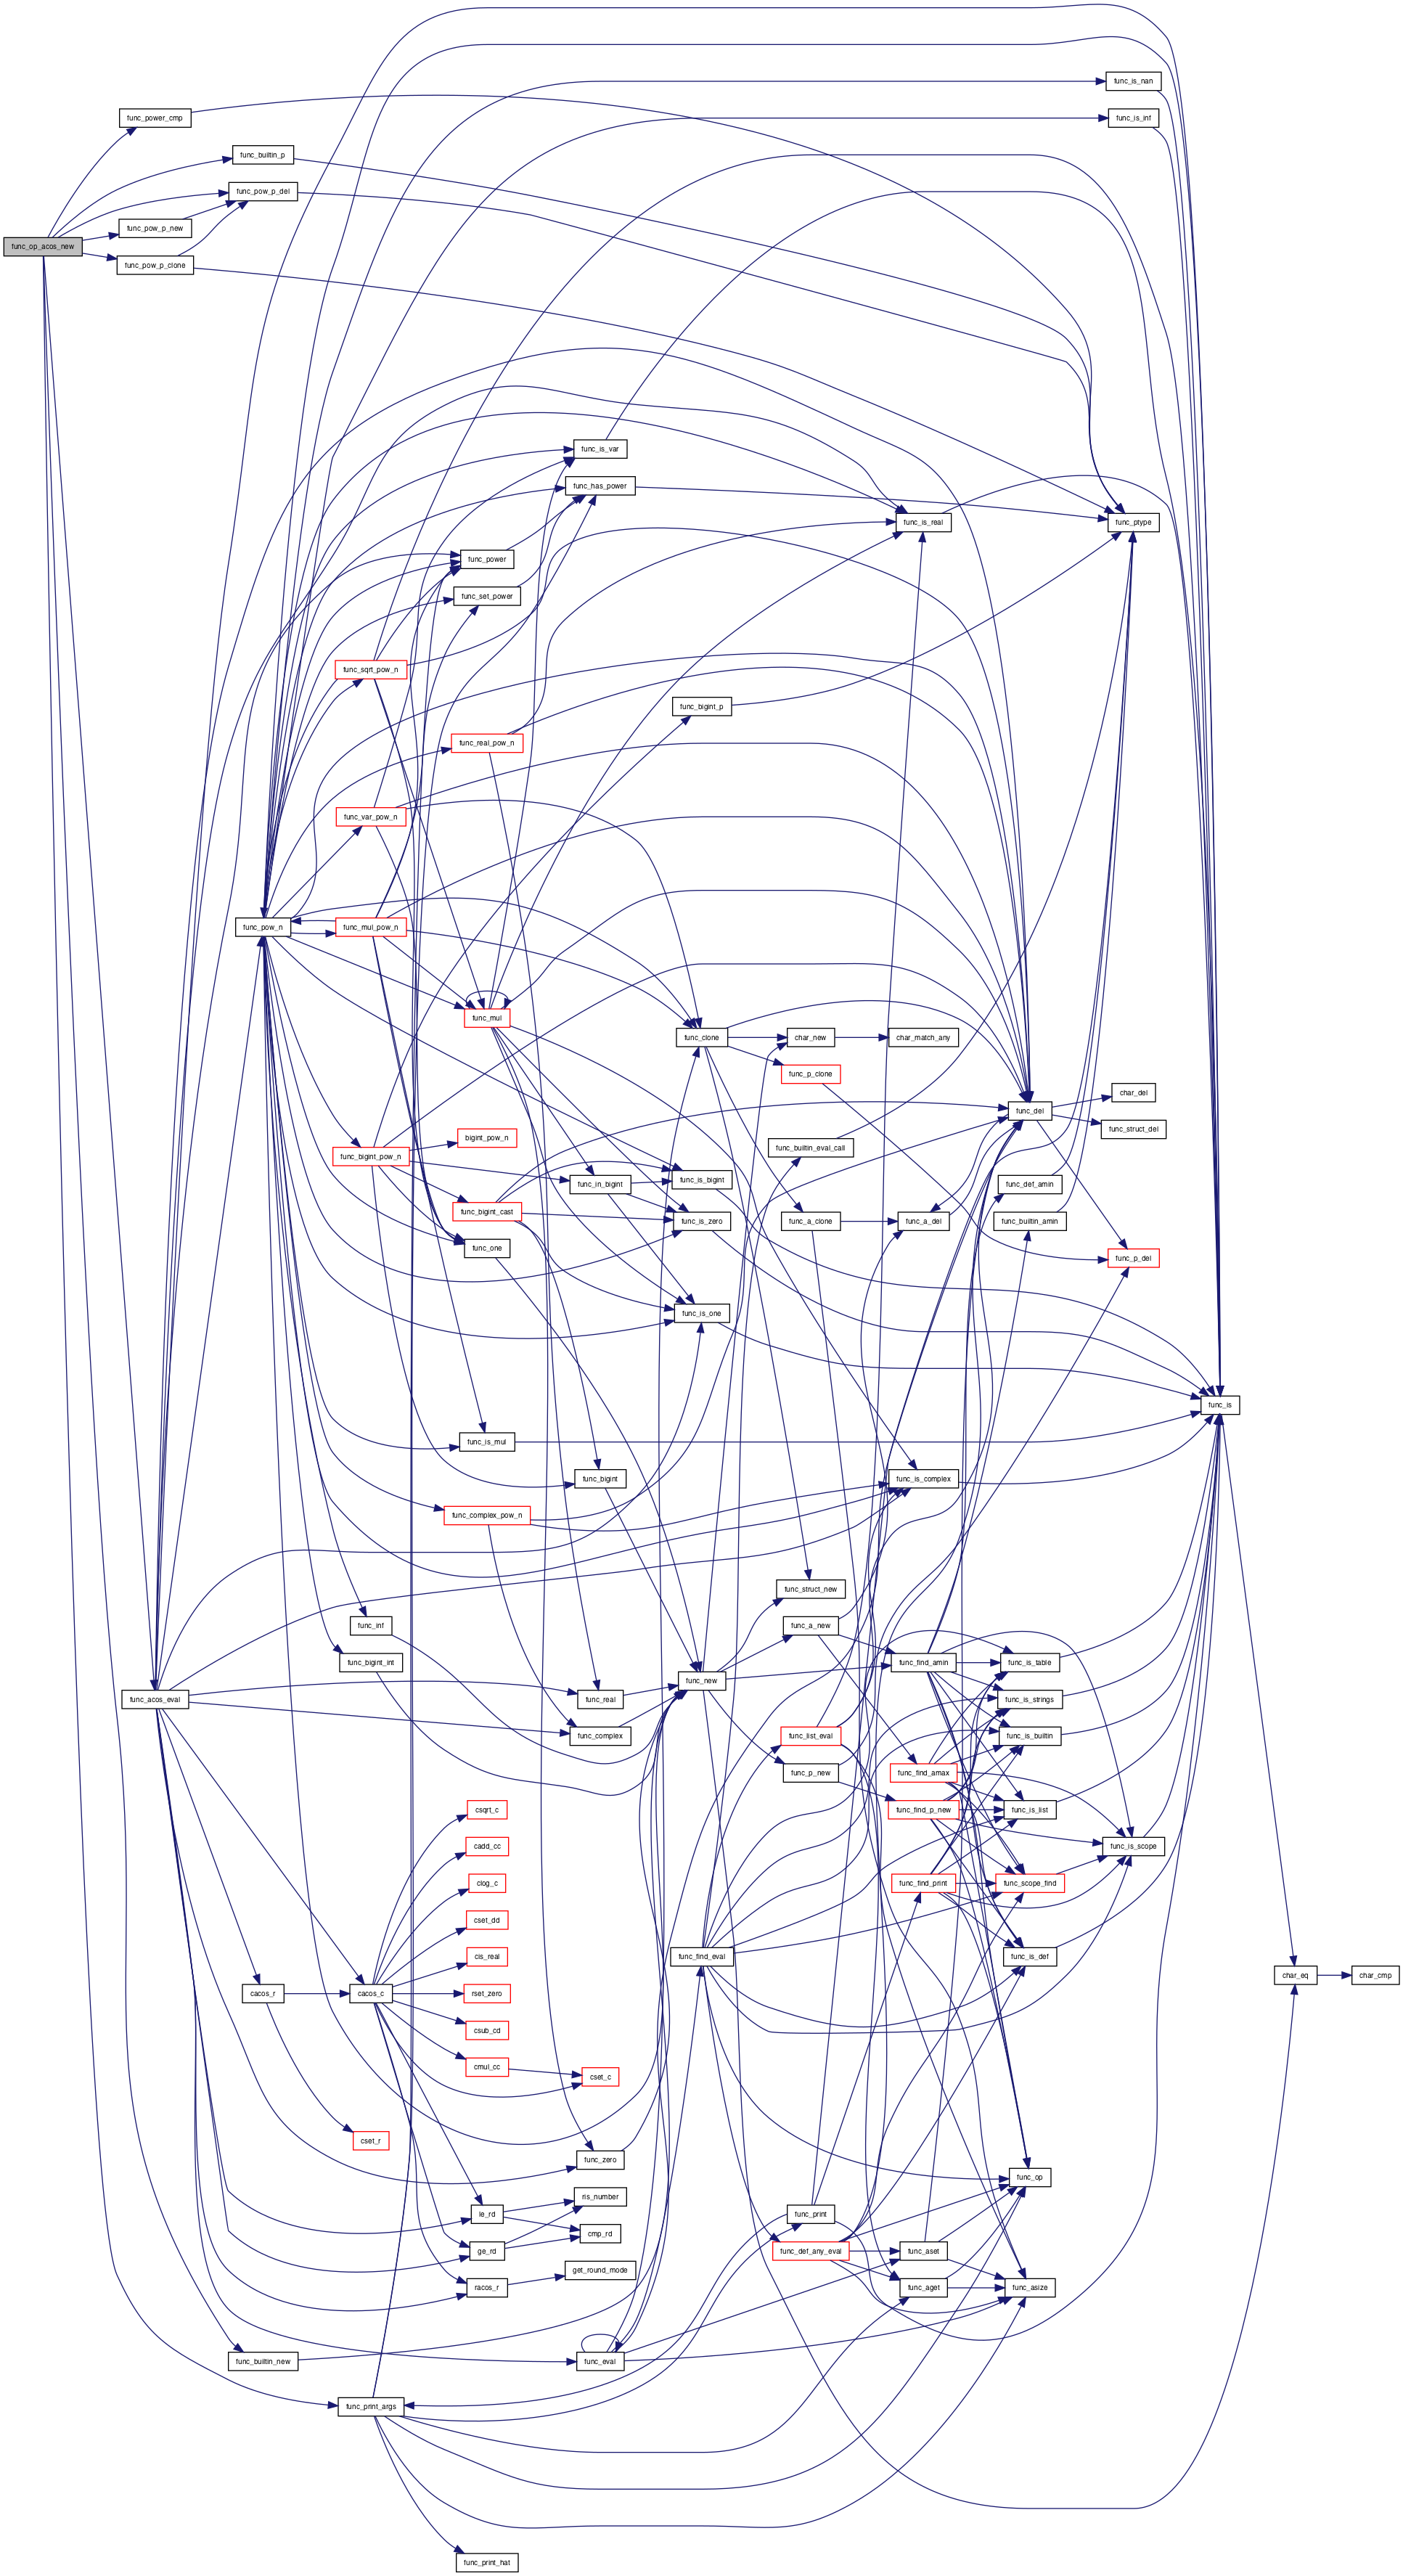 func_is_nan
func_power_cmp
func_is_inf
func_builtin_p
func_pow_p_del
func_pow_p_new
func_op_acos_new
func_pow_p_clone
func_is_var
func_has_power
func_is_real
func_ptype
func_power
func_set_power
func_sqrt_pow_n
func_bigint_p
func_real_pow_n
func_var_pow_n
func_pow_n
func_mul_pow_n
func_mul
func_clone
char_new
char_match_any
func_p_clone
char_del
func_del
func_struct_del
bigint_pow_n
func_builtin_eval_call
func_bigint_pow_n
func_in_bigint
func_is_bigint
func_def_amin
func_bigint_cast
func_is_zero
func_a_clone
func_a_del
func_builtin_amin
func_one
func_p_del
func_is_one
func_is
func_is_mul
func_bigint
func_is_complex
func_complex_pow_n
char_eq
char_cmp
func_struct_new
func_inf
func_a_new
func_bigint_int
func_find_amin
func_is_table
func_new
func_acos_eval
func_real
func_is_strings
func_complex
func_list_eval
func_is_builtin
func_p_new
func_find_amax
csqrt_c
func_find_p_new
func_is_list
cadd_cc
func_is_scope
clog_c
func_find_print
func_scope_find
cset_dd
cis_real
func_find_eval
func_is_def
cacos_r
cacos_c
rset_zero
csub_cd
cmul_cc
cset_c
cset_r
func_zero
func_op
ris_number
le_rd
func_print
cmp_rd
ge_rd
func_def_any_eval
func_aset
get_round_mode
racos_r
func_aget
func_asize
func_builtin_new
func_eval
func_print_args
func_print_hat